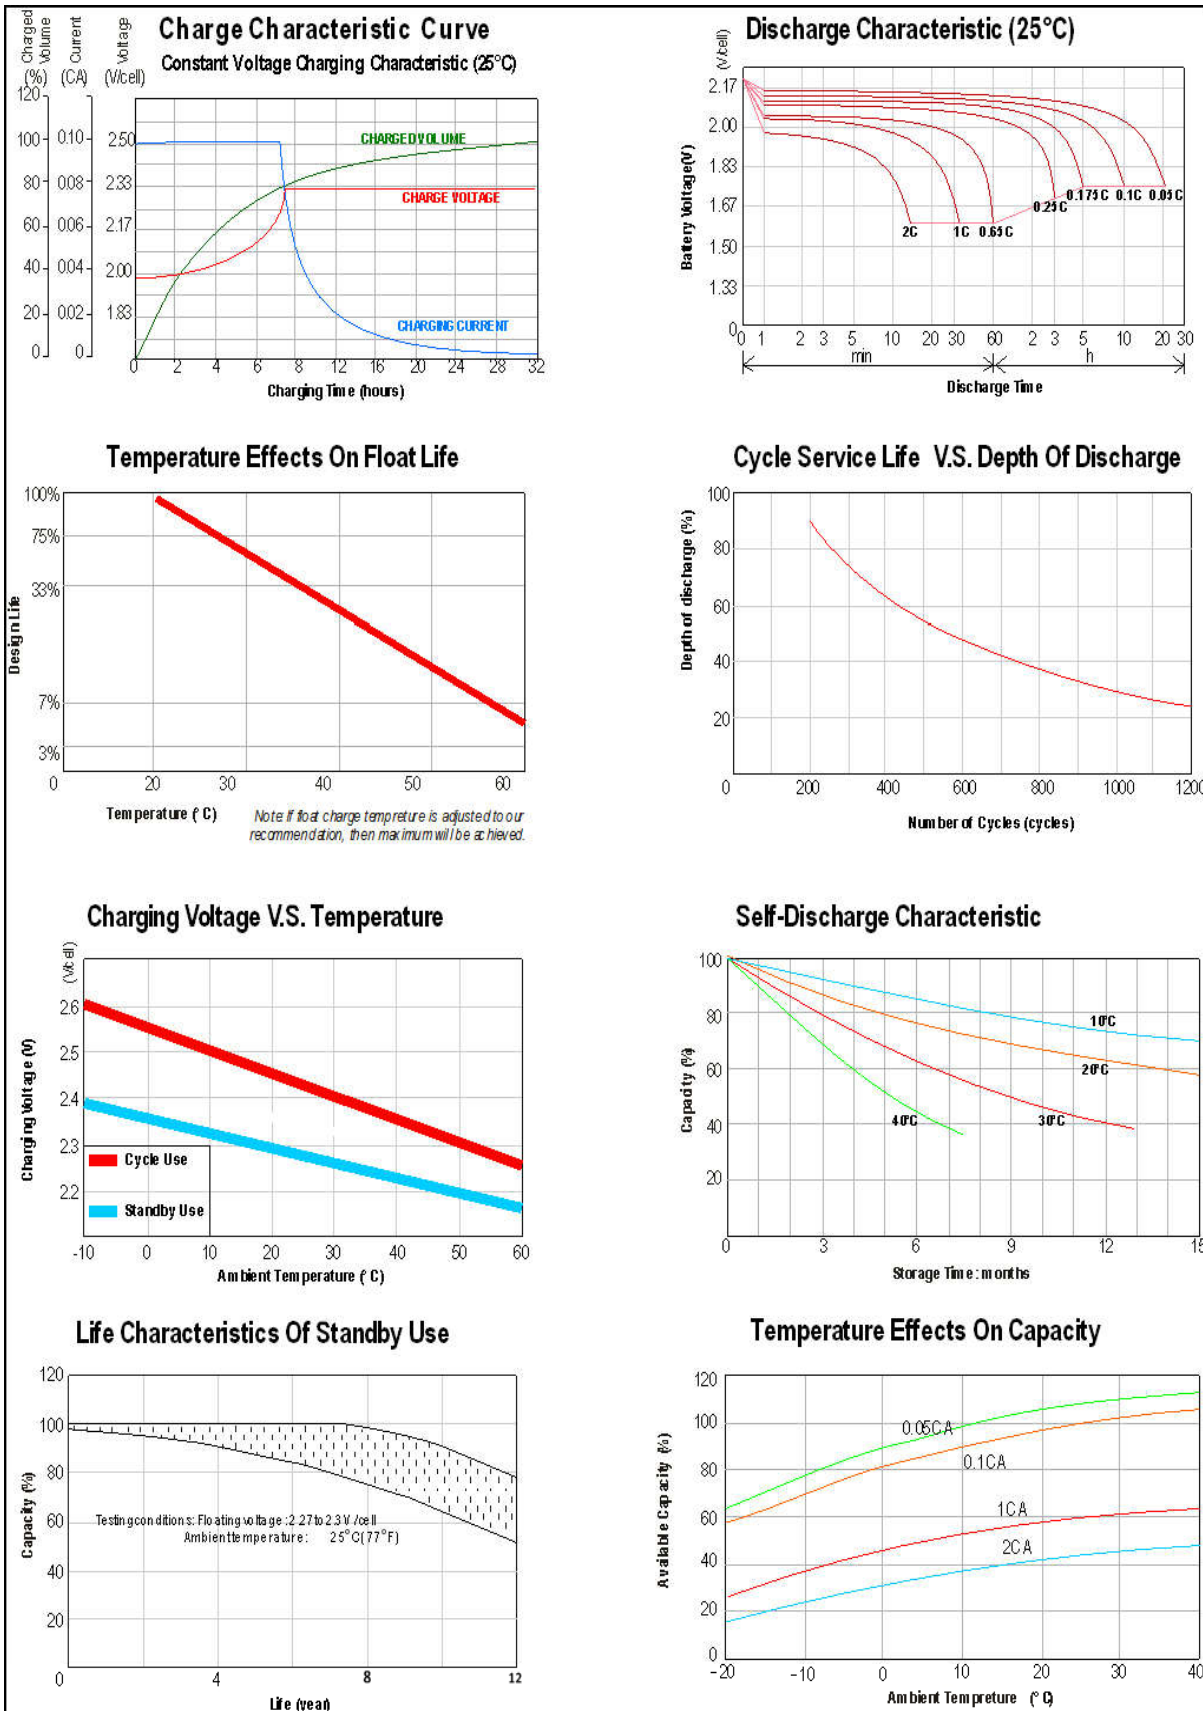 Charge Characteristic Curve
Constant Voltage Charging Characteristic (25°C)
Charged Volume
(%)
Current
(CA)
Voltage
(V/cell)
120
100 0.10 2.50
80 0.08 2.33
60 0.06 2.17
40 0.04 2.00
20 0.02 1.83
0 0
CHARGED VOLUME
CHARGE VOLTAGE
CHARGING CURRENT
0 2 4 6 8 12 16 20 24 28 32
Charging Time (hours)
Discharge Characteristic (25°C)
(V/cell)
Battery Voltage(V)
2.17
2.00
1.83
1.67
1.50
1.33
0
2C 1C 0.65C 0.25C 0.175C 0.1C 0.05C
0 1 2 3 5 10 20 30 60 2 3 5 10 20 30
min h
Discharge Time
Temperature Effects On Float Life
Design Life
100%
75%
33%
7%
3%
0 20 30 40 50 60
Temperature (°C)
Note: If float charge tempreture is adjusted to our
recommendation, then maximum will be achieved.
Cycle Service Life V.S. Depth Of Discharge
Depth of discharge (%)
100
80
60
40
20
0 200 400 600 800 1000 1200
Number of Cycles (cycles)
Charging Voltage V.S. Temperature
(V/cell)
Charging Voltage (V)
2.6
2.5
2.4
2.3
2.2
Cycle Use
Standby Use
-10 0 10 20 30 40 50 60
Ambient Temperature (°C)
Self-Discharge Characteristic
Capacity (%)
100
80
60
40
20
10°C
20°C
30°C
40°C
0 3 6 9 12 15
Storage Time: months
Life Characteristics Of Standby Use
Capacity (%)
120
100
80
60
40
20
0 4 8 12
Testing conditions: Floating voltage: 2.27 to 2.3 V /cell
Ambient temperature: 25°C(77°F)
Life (year)
Temperature Effects On Capacity
Available Capacity (%)
120
100
80
60
40
20
0
0.05CA
0.1CA
1CA
2CA
-20 -10 0 10 20 30 40
Ambient Tempreture (°C)